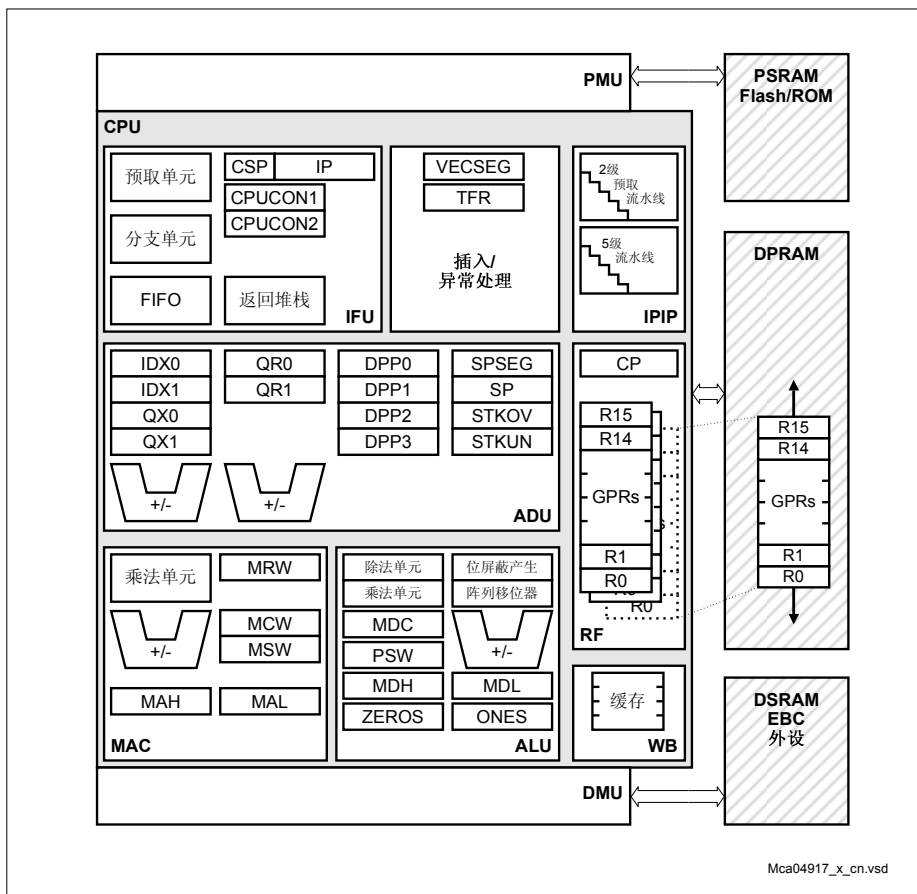 PMU
PSRAM
Flash/ROM
CPU
预取单元
CSP
IP
CPUCON1
CPUCON2
分支单元
FIFO
返回堆栈
IFU
VECSEG
TFR
插入/
异常处理
2级
预取
流水线
5级
流水线
IPIP
DPRAM
IDX0
IDX1
QX0
QX1
+/-
QR0
QR1
+/-
DPP0
DPP1
DPP2
DPP3
SPSEG
SP
STKOV
STKUN
ADU
CP
R15
R14
GPRs
R1
R0
R0
RF
R15
R14
GPRs
R1
R0
乘法单元
MRW
+/-
MCW
MSW
MAH
MAL
MAC
除法单元
位屏蔽产生
乘法单元
阵列移位器
MDC
PSW
+/-
MDH
MDL
ZEROS
ONES
ALU
缓存
WB
DSRAM
EBC
外设
DMU
Mca04917_x_cn.vsd